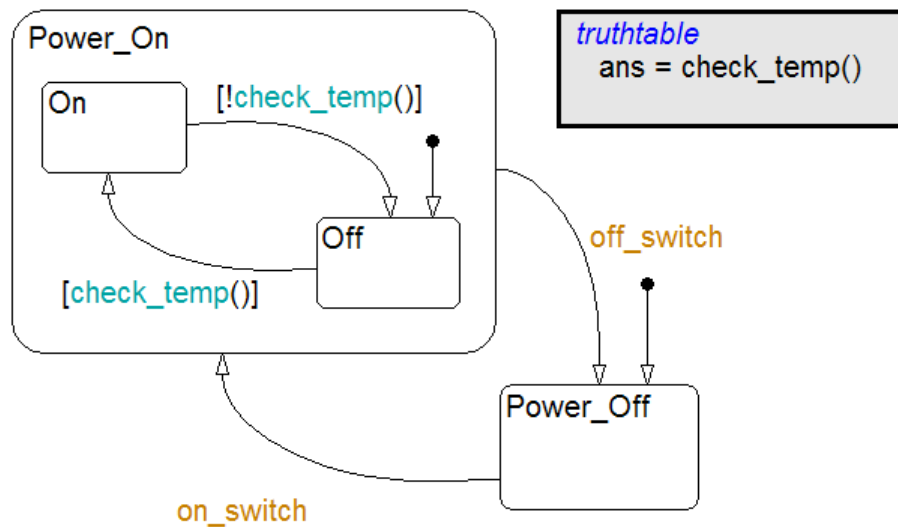 Power_On
truthtable
ans = check_temp()
On
[!check_temp()]
Off
off_switch
[check_temp()]
Power_Off
on_switch